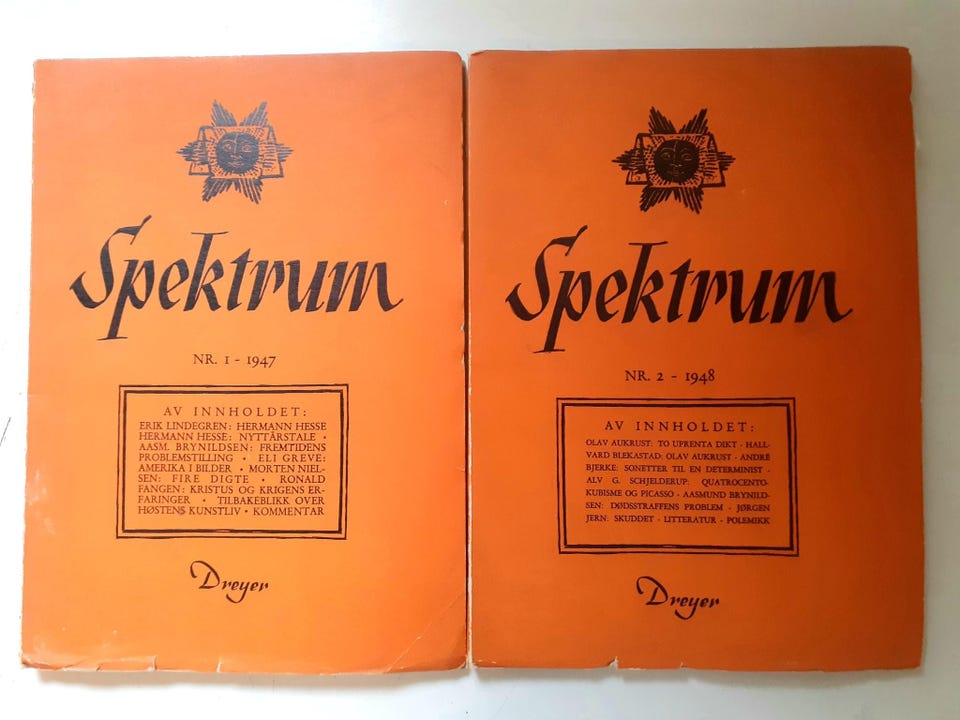 Spektrum
NR. 1 - 1947
AV INNHOLDET:
ERIK LINDEGREN: HERMANN HESSE
HERMANN HESSE: NYTTÅRSTALE •
AASM. BRYNILDSEN: FREMTIDENS
PROBLEMSTILLING • ELI GREVE:
AMERIKA I BILDER • MORTEN NIEL-
SEN: FIRE DIGTE • RONALD
FANGEN: KRISTUS OG KRIGENS ER-
FARINGER • TILBAKEBLIKK OVER
HØSTENS KUNSTLIV • KOMMENTAR
Dreyer
Spektrum
NR. 2 - 1948
AV INNHOLDET:
OLAV AUKRUST: TO UPRENTA DIKT • HALL-
VARD BLEKASTAD: OLAV AUKRUST • ANDRÉ
BJERKE: SONETTER TIL EN DETERMINIST •
ALV G. SCHJELDERUP: QUATROCENTO-
KUBISME OG PICASSO • AASMUND BRYNILD-
SEN: DØDSSTRAFFENS PROBLEM • JØRGEN
JERN: SKUDDET • LITTERATUR • POLEMIKK
Dreyer